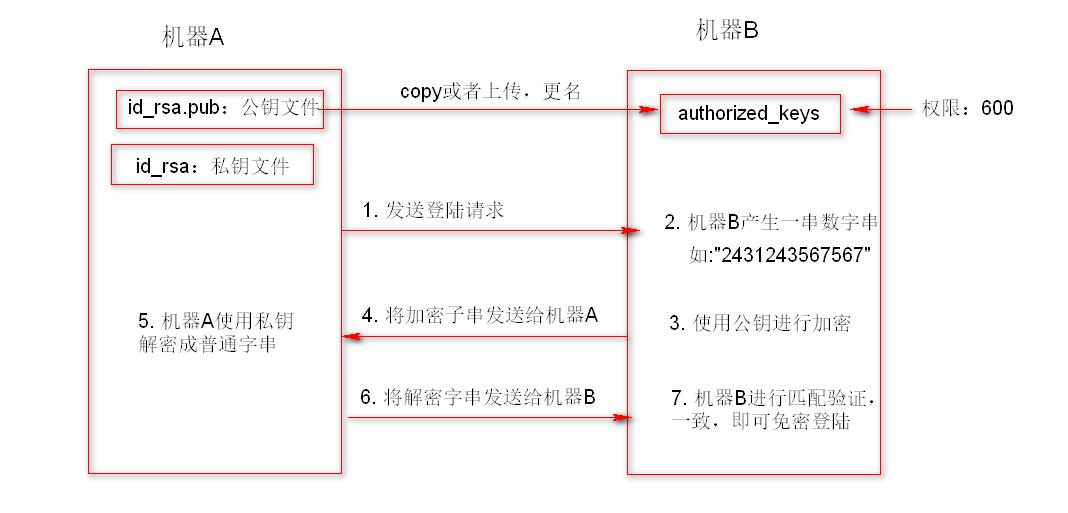 机器A
机器B
id_rsa.pub：公钥文件
copy或者上传，更名
authorized_keys
权限：600
id_rsa：私钥文件
1. 发送登陆请求
2. 机器B产生一串数字串
如:"2431243567567"
3. 使用公钥进行加密
4. 将加密子串发送给机器A
5. 机器A使用私钥
解密成普通字串
6. 将解密字串发送给机器B
7. 机器B进行匹配验证，
一致，即可免密登陆